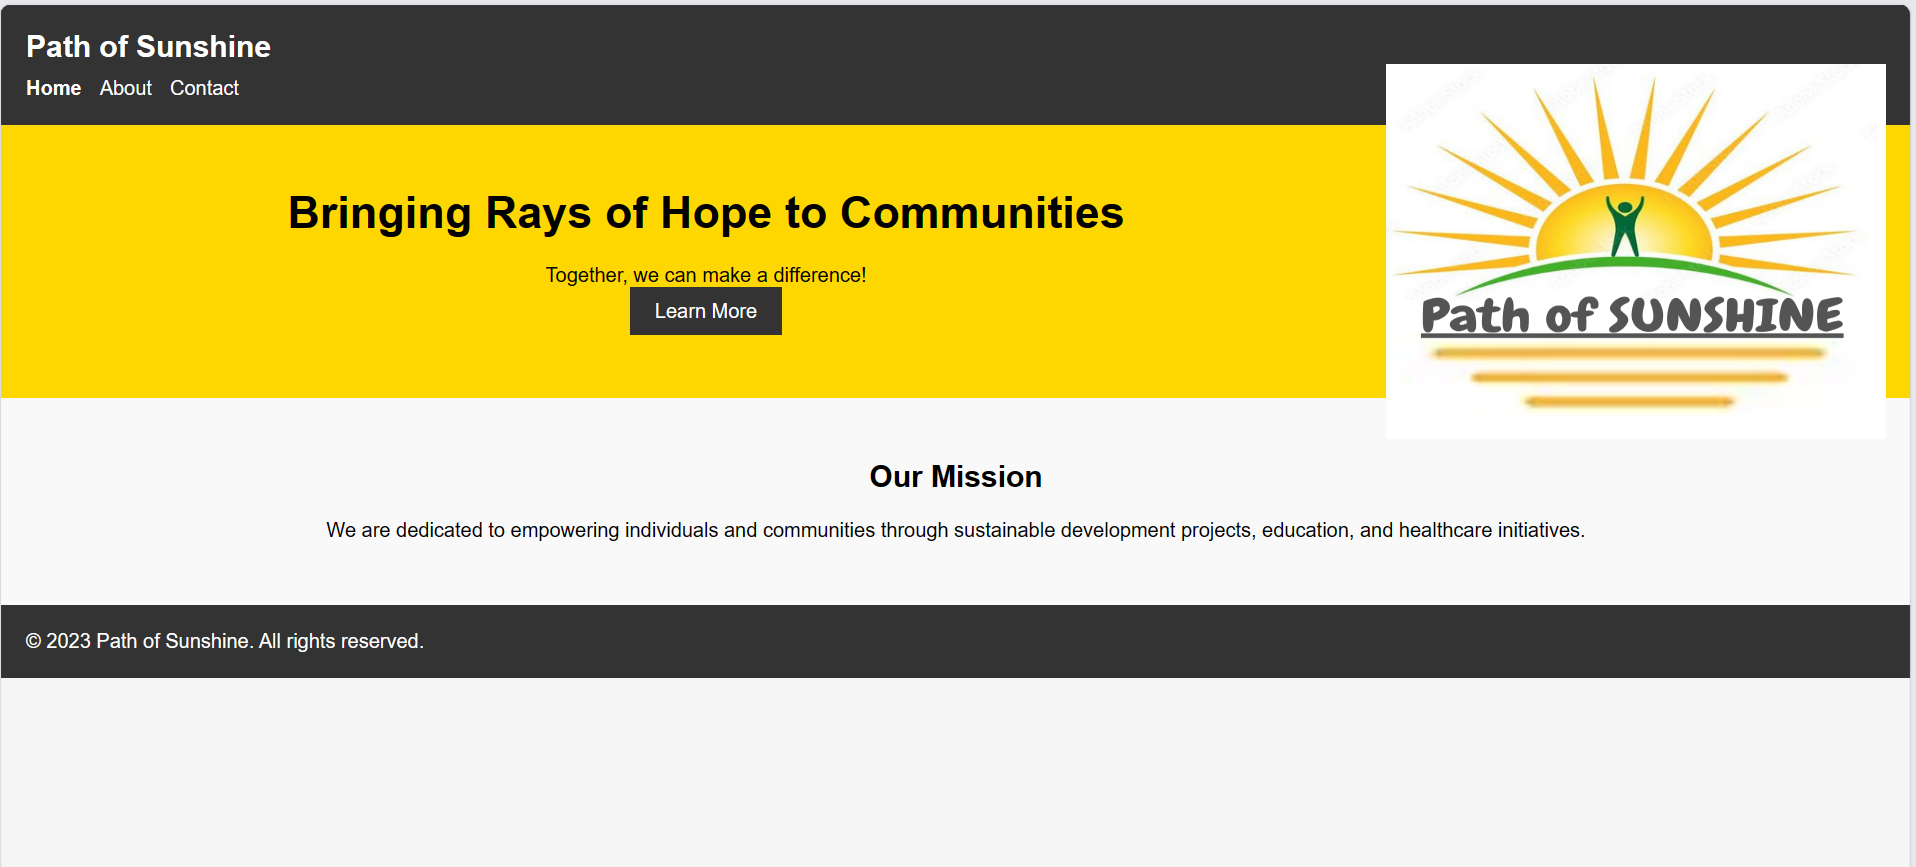 Path of Sunshine
Home About Contact
Bringing Rays of Hope to Communities
Together, we can make a difference!
Learn More
Path of SUNSHINE
Our Mission
We are dedicated to empowering individuals and communities through sustainable development projects, education, and healthcare initiatives.
© 2023 Path of Sunshine. All rights reserved.